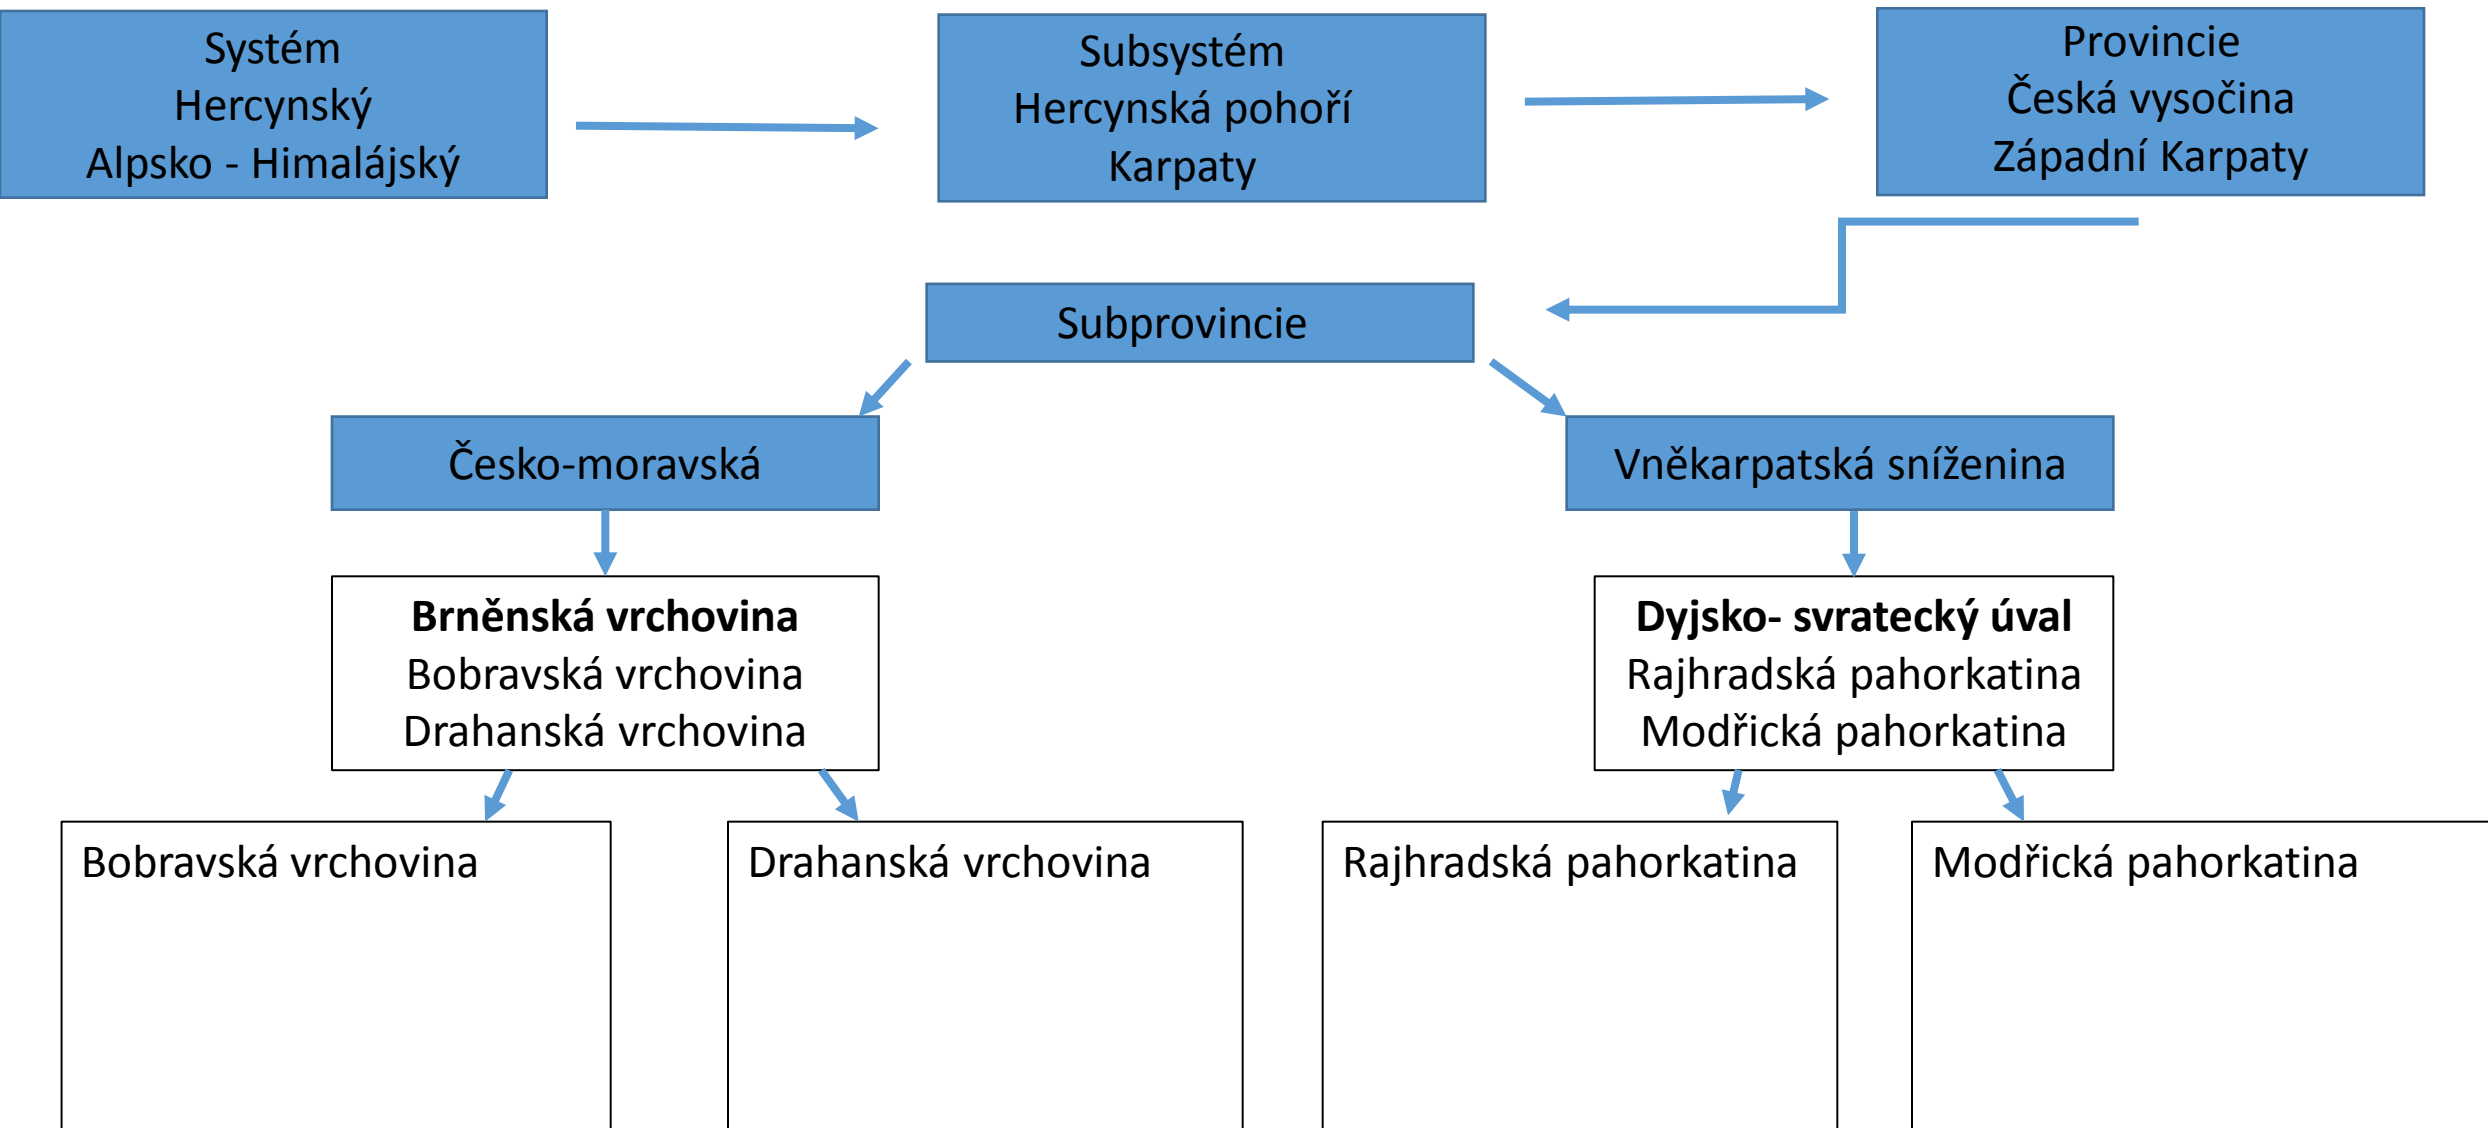 Systém
Hercynský
Alpsko - Himalájský
Subsystém
Hercynská pohoří
Karpaty
Provincie
Česká vysočina
Západní Karpaty
Subprovincie
Česko-moravská
Vněkarpatská sníženina
Brněnská vrchovina
Bobravská vrchovina
Drahanská vrchovina
Dyjsko- svratecký úval
Rajhradská pahorkatina
Modřická pahorkatina
Bobravská vrchovina
Drahanská vrchovina
Rajhradská pahorkatina
Modřická pahorkatina